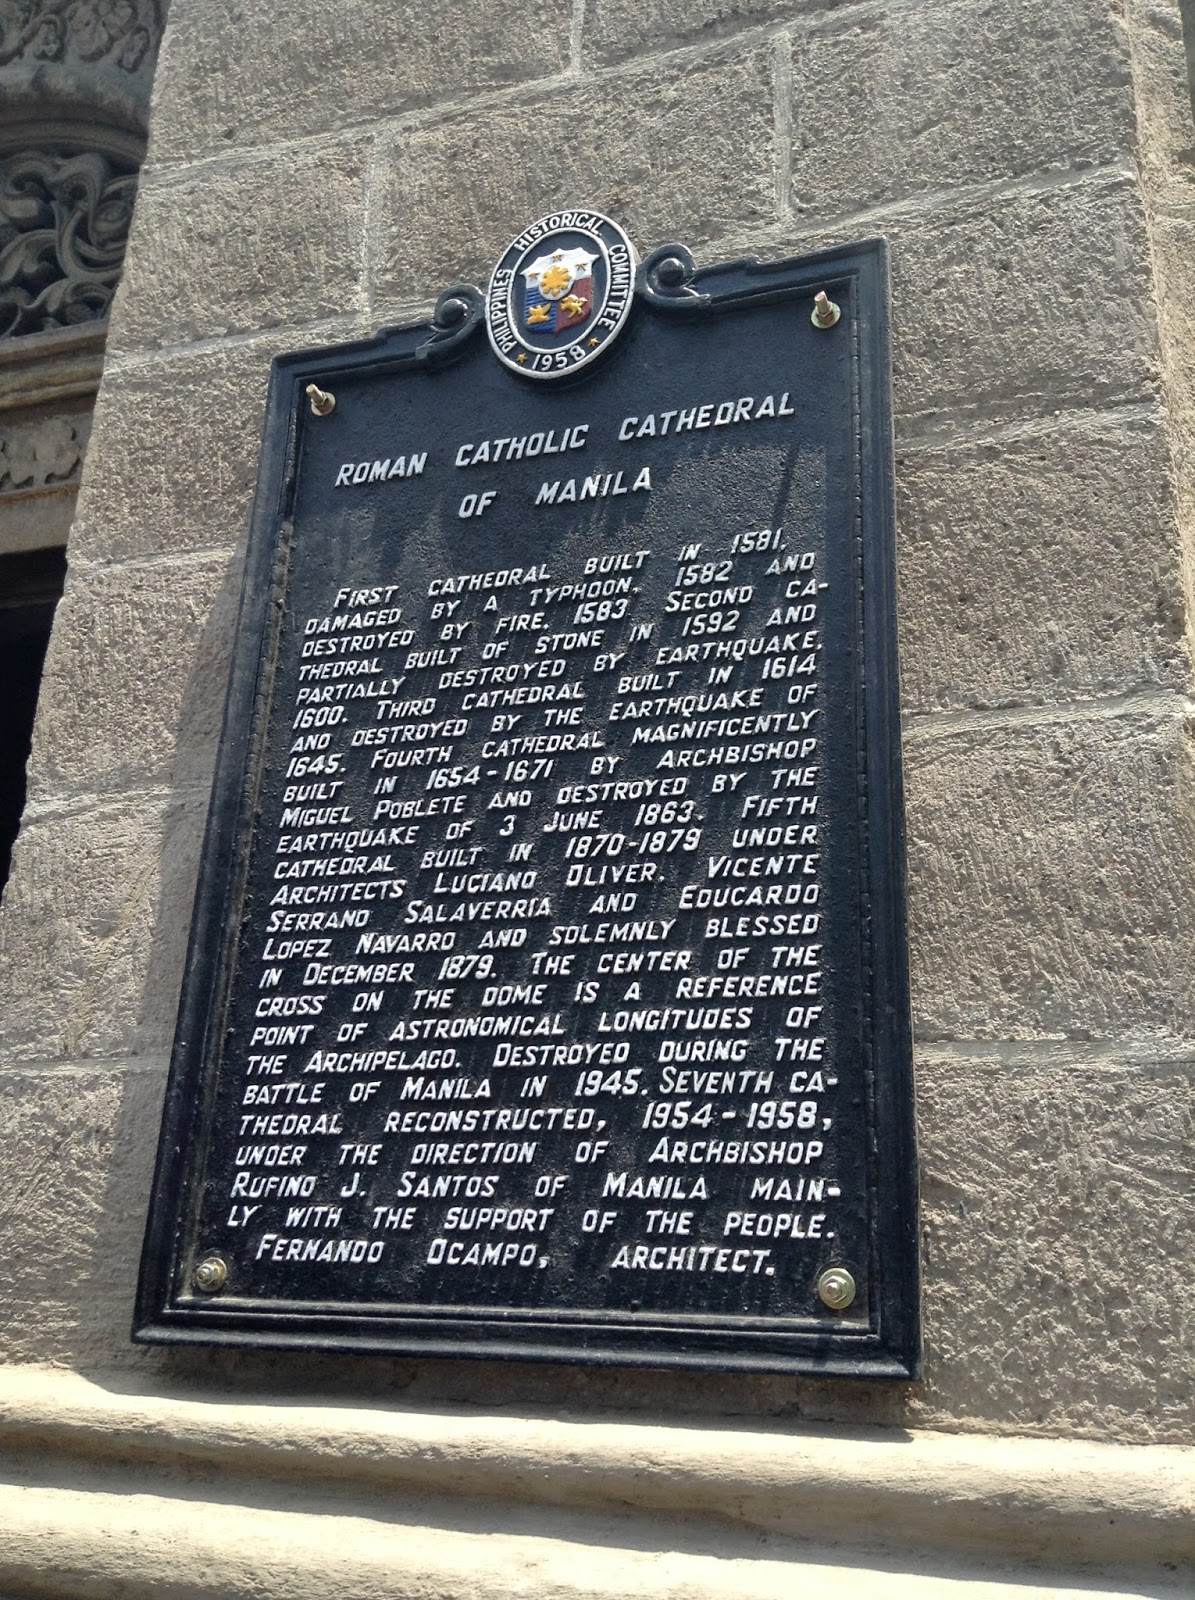 PHILIPPINES HISTORICAL COMMITTEE
1958
ROMAN CATHOLIC CATHEDRAL
OF MANILA
FIRST CATHEDRAL BUILT IN 1581,
DAMAGED BY A TYPHOON, 1582 AND
DESTROYED BY FIRE, 1583 SECOND CA-
THEDRAL BUILT OF STONE IN 1592 AND
PARTIALLY DESTROYED BY EARTHQUAKE,
1600. THIRD CATHEDRAL BUILT IN 1614
AND DESTROYED BY THE EARTHQUAKE OF
1645. FOURTH CATHEDRAL MAGNIFICENTLY
BUILT IN 1654-1671 BY ARCHBISHOP
MIGUEL POBLETE AND DESTROYED BY THE
EARTHQUAKE OF 3 JUNE 1863. FIFTH
CATHEDRAL BUILT IN 1870-1879 UNDER
ARCHITECTS LUCIANO OLIVER, VICENTE
SERRANO SALAVERRIA AND EDUCARDO
LOPEZ NAVARRO AND SOLEMNLY BLESSED
IN DECEMBER 1879. THE CENTER OF THE
CROSS ON THE DOME IS A REFERENCE
POINT OF ASTRONOMICAL LONGITUDES OF
THE ARCHIPELAGO. DESTROYED DURING THE
BATTLE OF MANILA IN 1945. SEVENTH CA-
THEDRAL RECONSTRUCTED, 1954-1958,
UNDER THE DIRECTION OF ARCHBISHOP
RUFINO J. SANTOS OF MANILA MAIN-
LY WITH THE SUPPORT OF THE PEOPLE.
FERNANDO OCAMPO, ARCHITECT.